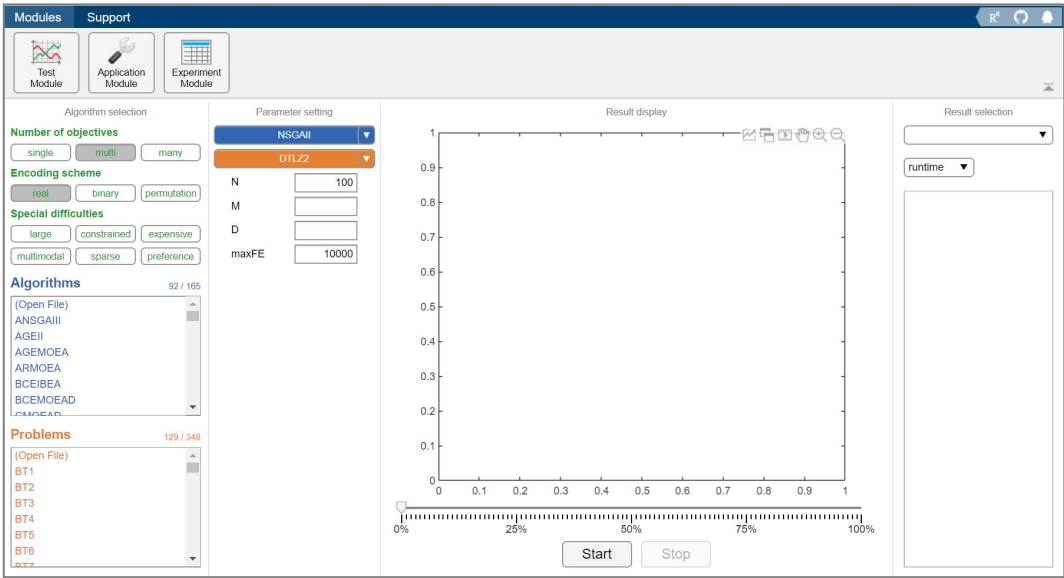 Modules Support
Test Module
Application Module
Experiment Module
Algorithm selection
Number of objectives
single multi many
Encoding scheme
real binary permutation
Special difficulties
large constrained expensive
multimodal sparse preference
Algorithms 92 / 165
(Open File)
ANSGAIII
AGEII
AGEMOEA
ARMOEA
BCEIBEA
BCEMOEAD
CMOEAD
Problems 129 / 348
(Open File)
BT1
BT2
BT3
BT4
BT5
BT6
BT7
Parameter setting
NSGAII
DTLZ2
N 100
M
D
maxFE 10000
Result display
1
0.9
0.8
0.7
0.6
0.5
0.4
0.3
0.2
0.1
0
0 0.1 0.2 0.3 0.4 0.5 0.6 0.7 0.8 0.9 1
0% 25% 50% 75% 100%
Start Stop
Result selection
runtime